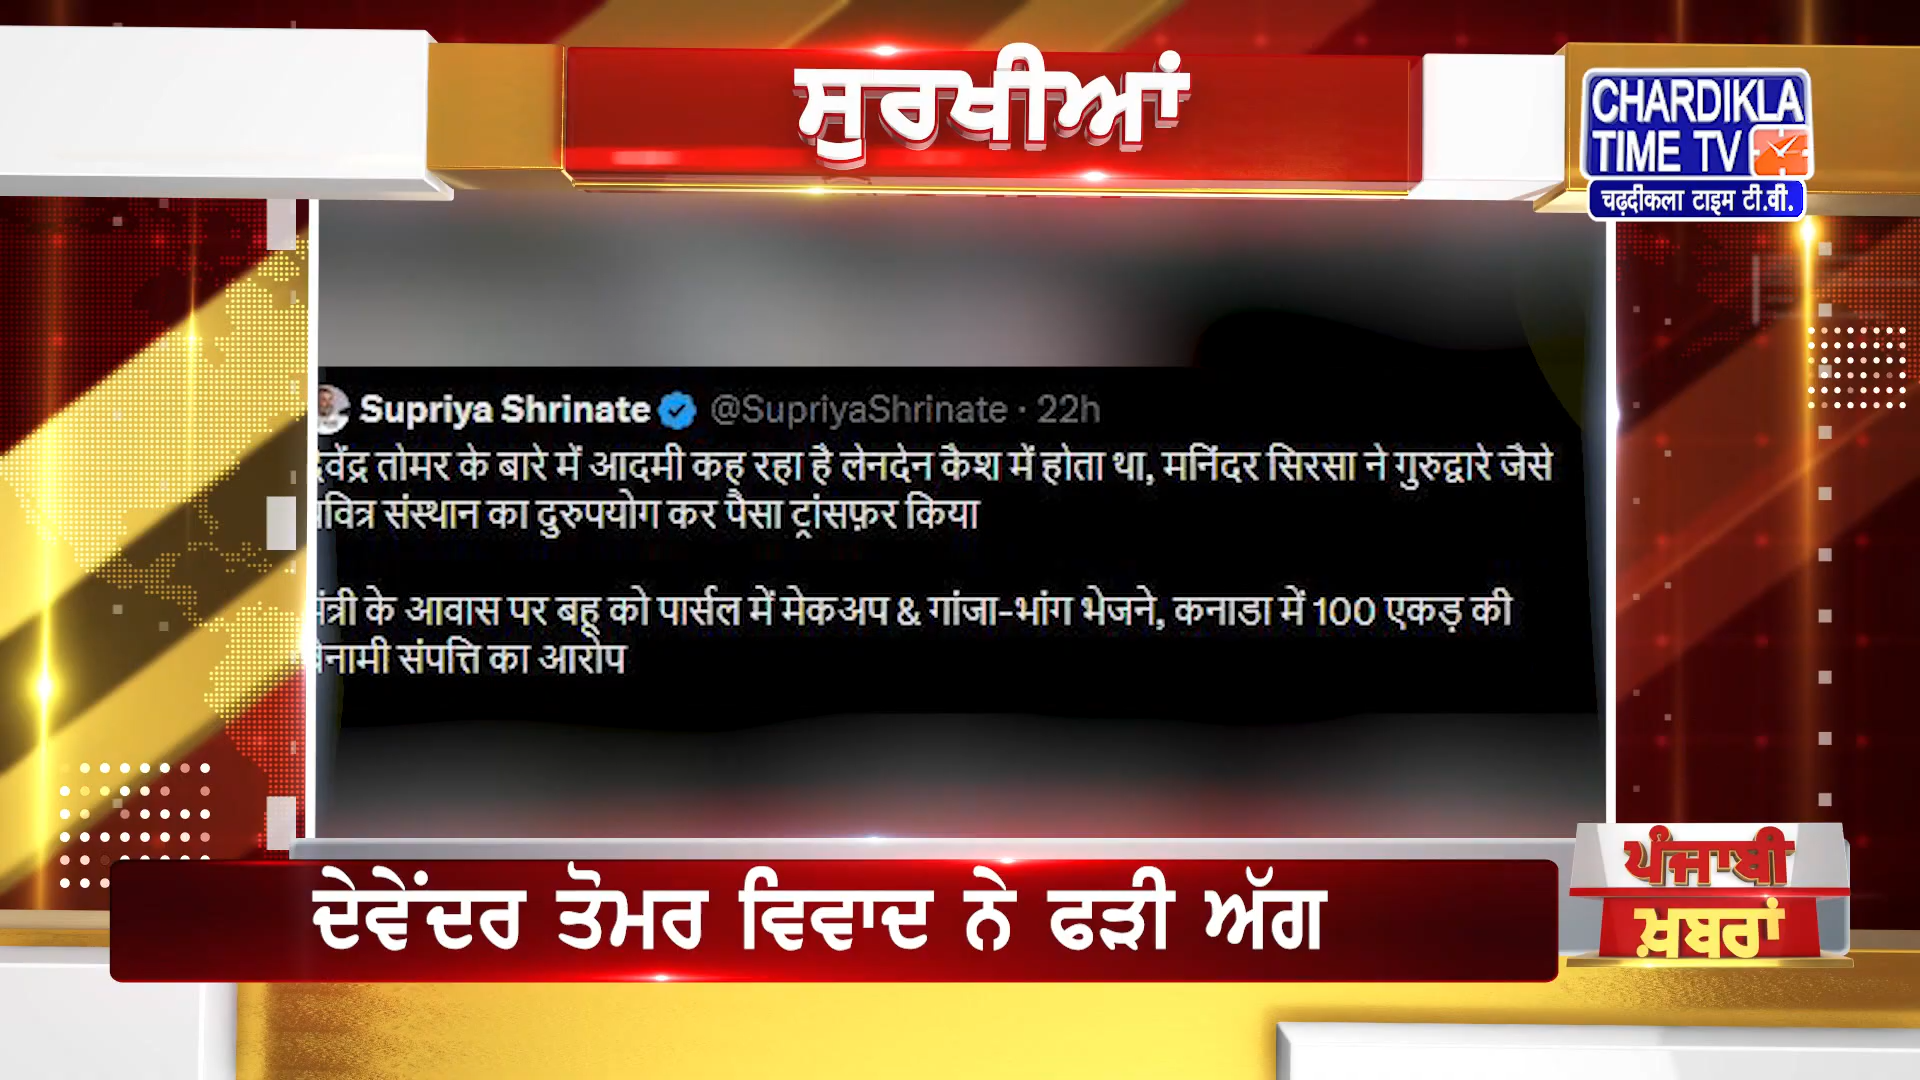 ਸੁਰਖੀਆਂ
CHARDIKLA
TIME TV
चढ़दीकला टाइम टी.वी.
Supriya Shrinate @SupriyaShrinate · 22h
तोमर के बारे में आदमी कह रहा है लेनदेन कैश में होता था, मनिंदर सिरसा ने गुरुद्वारे जैसे
संस्थान का दुरुपयोग कर पैसा ट्रांसफ़र किया
के आवास पर बहू को पार्सल में मेकअप & गांजा-भांग भेजने, कनाडा में 100 एकड़ की
संपत्ति का आरोप
ਦੇਵੇਂਦਰ ਤੋਮਰ ਵਿਵਾਦ ਨੇ ਫੜੀ ਅੱਗ
ਪੰਜਾਬੀ
ਖ਼ਬਰਾਂ